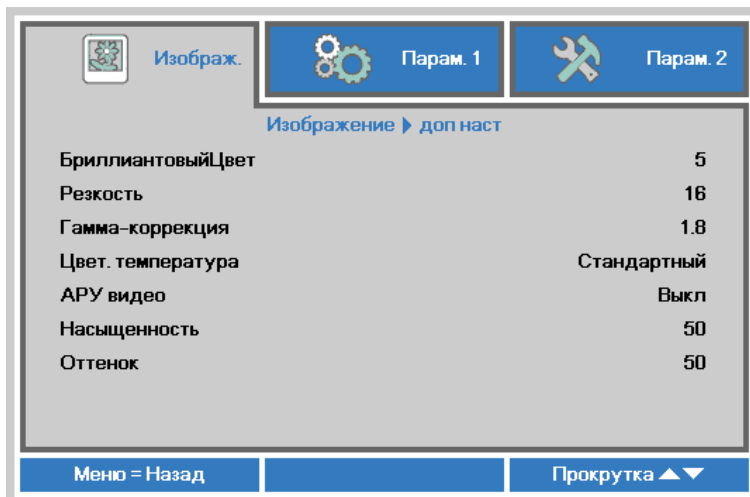 Изображ. Парам. 1 Парам. 2
Изображение ▶ доп наст
БриллиантовыйЦвет 5
Резкость 16
Гамма-коррекция 1.8
Цвет. температура Стандартный
АРУ видео Выкл
Насыщенность 50
Оттенок 50
Меню = Назад Прокрутка ▲▼